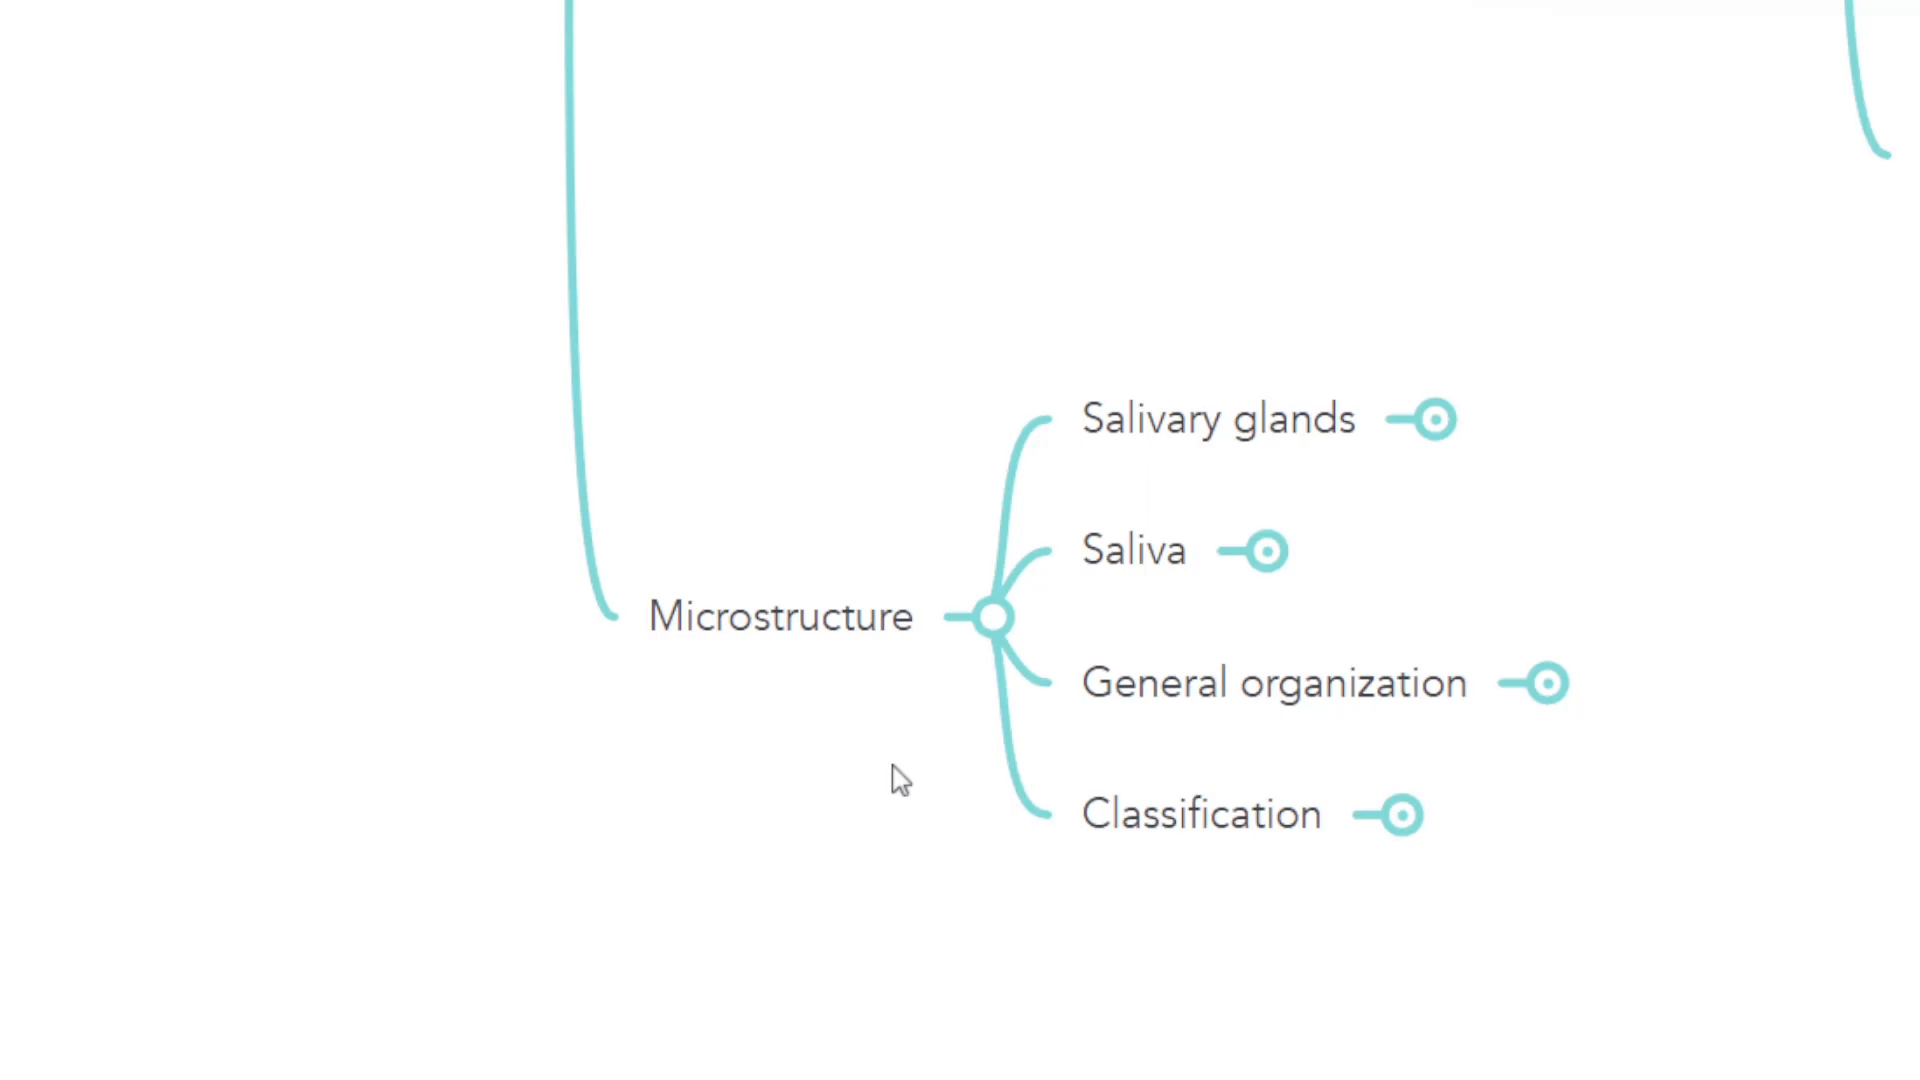 Salivary glands
Saliva
Microstructure
General organization
Classification